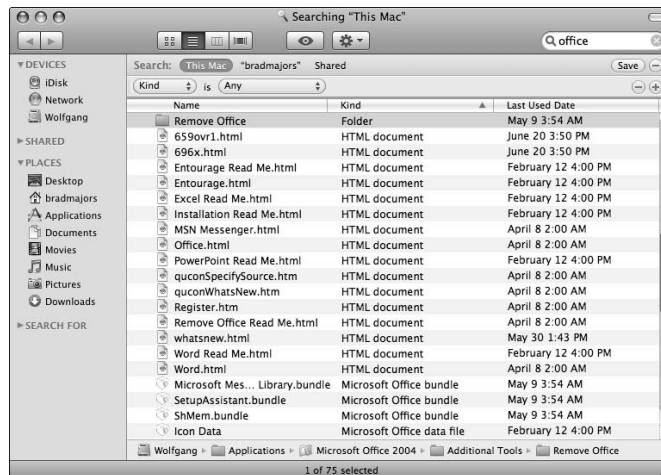 Searching "This Mac"
office
DEVICES
iDisk
Network
Wolfgang
SHARED
PLACES
Desktop
bradmajors
Applications
Documents
Movies
Music
Pictures
Downloads
SEARCH FOR
Search: This Mac "bradmajors" Shared Save
Kind is Any
Name Kind Last Used Date
Remove Office Folder May 9 3:54 AM
659ovr1.html HTML document June 20 3:50 PM
696x.html HTML document June 20 3:50 PM
Entourage Read Me.html HTML document February 12 4:00 PM
Entourage.html HTML document February 12 4:00 PM
Excel Read Me.html HTML document February 12 4:00 PM
Installation Read Me.html HTML document February 12 4:00 PM
MSN Messenger.html HTML document April 8 2:00 AM
Office.html HTML document April 8 2:00 AM
PowerPoint Read Me.html HTML document February 12 4:00 PM
quconSpecifySource.htm HTML document April 8 2:00 AM
quconWhatsNew.htm HTML document April 8 2:00 AM
Register.htm HTML document April 8 2:00 AM
Remove Office Read Me.html HTML document April 8 2:00 AM
whatsnew.html HTML document May 30 1:43 PM
Word Read Me.html HTML document February 12 4:00 PM
Word.html HTML document April 8 2:00 AM
Microsoft Mes... Library.bundle Microsoft Office bundle May 9 3:54 AM
SetupAssistant.bundle Microsoft Office bundle May 9 3:54 AM
ShMem.bundle Microsoft Office bundle May 9 3:54 AM
Icon Data Microsoft Office data file February 12 4:00 PM
Wolfgang Applications Microsoft Office 2004 Additional Tools Remove Office
1 of 75 selected